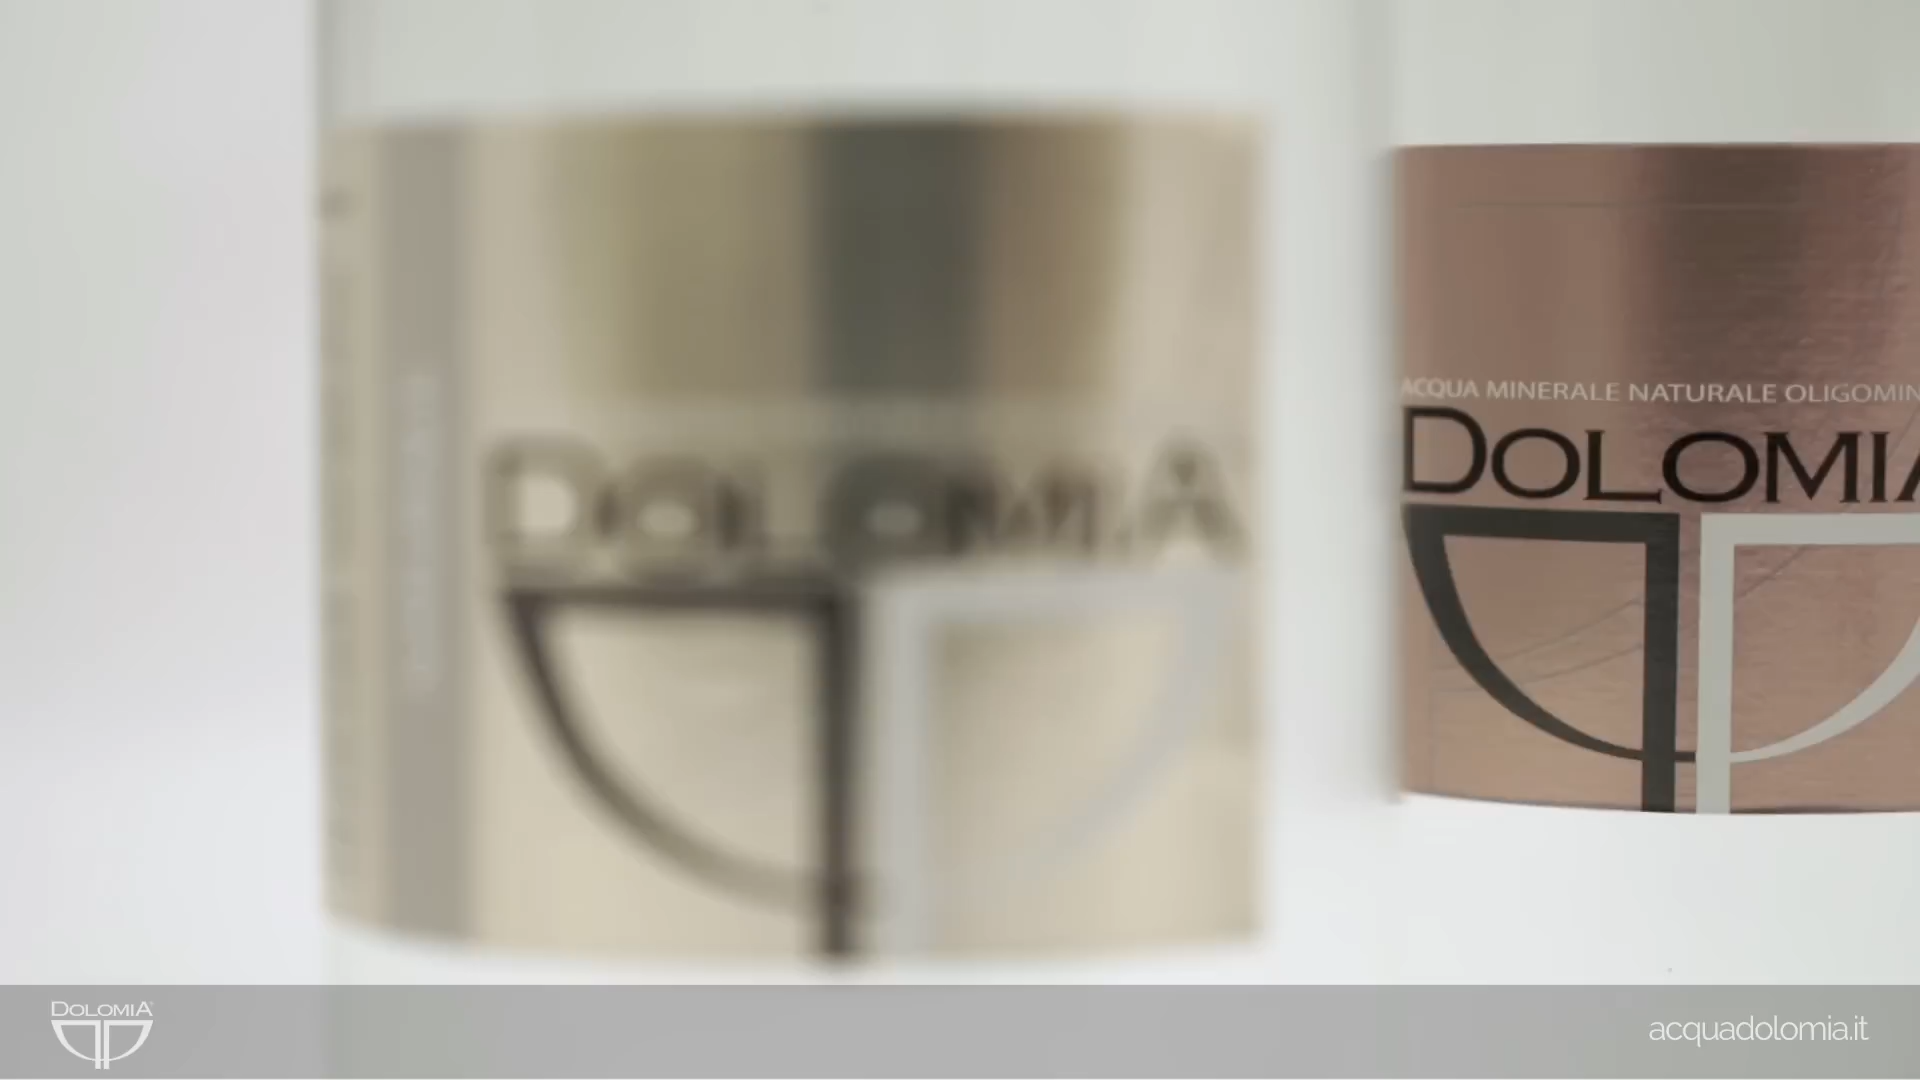 DOLOMIA
ACQUA MINERALE NATURALE OLIGOMIN
DOLOMIA
DOLOMIA
acquadolomia.it